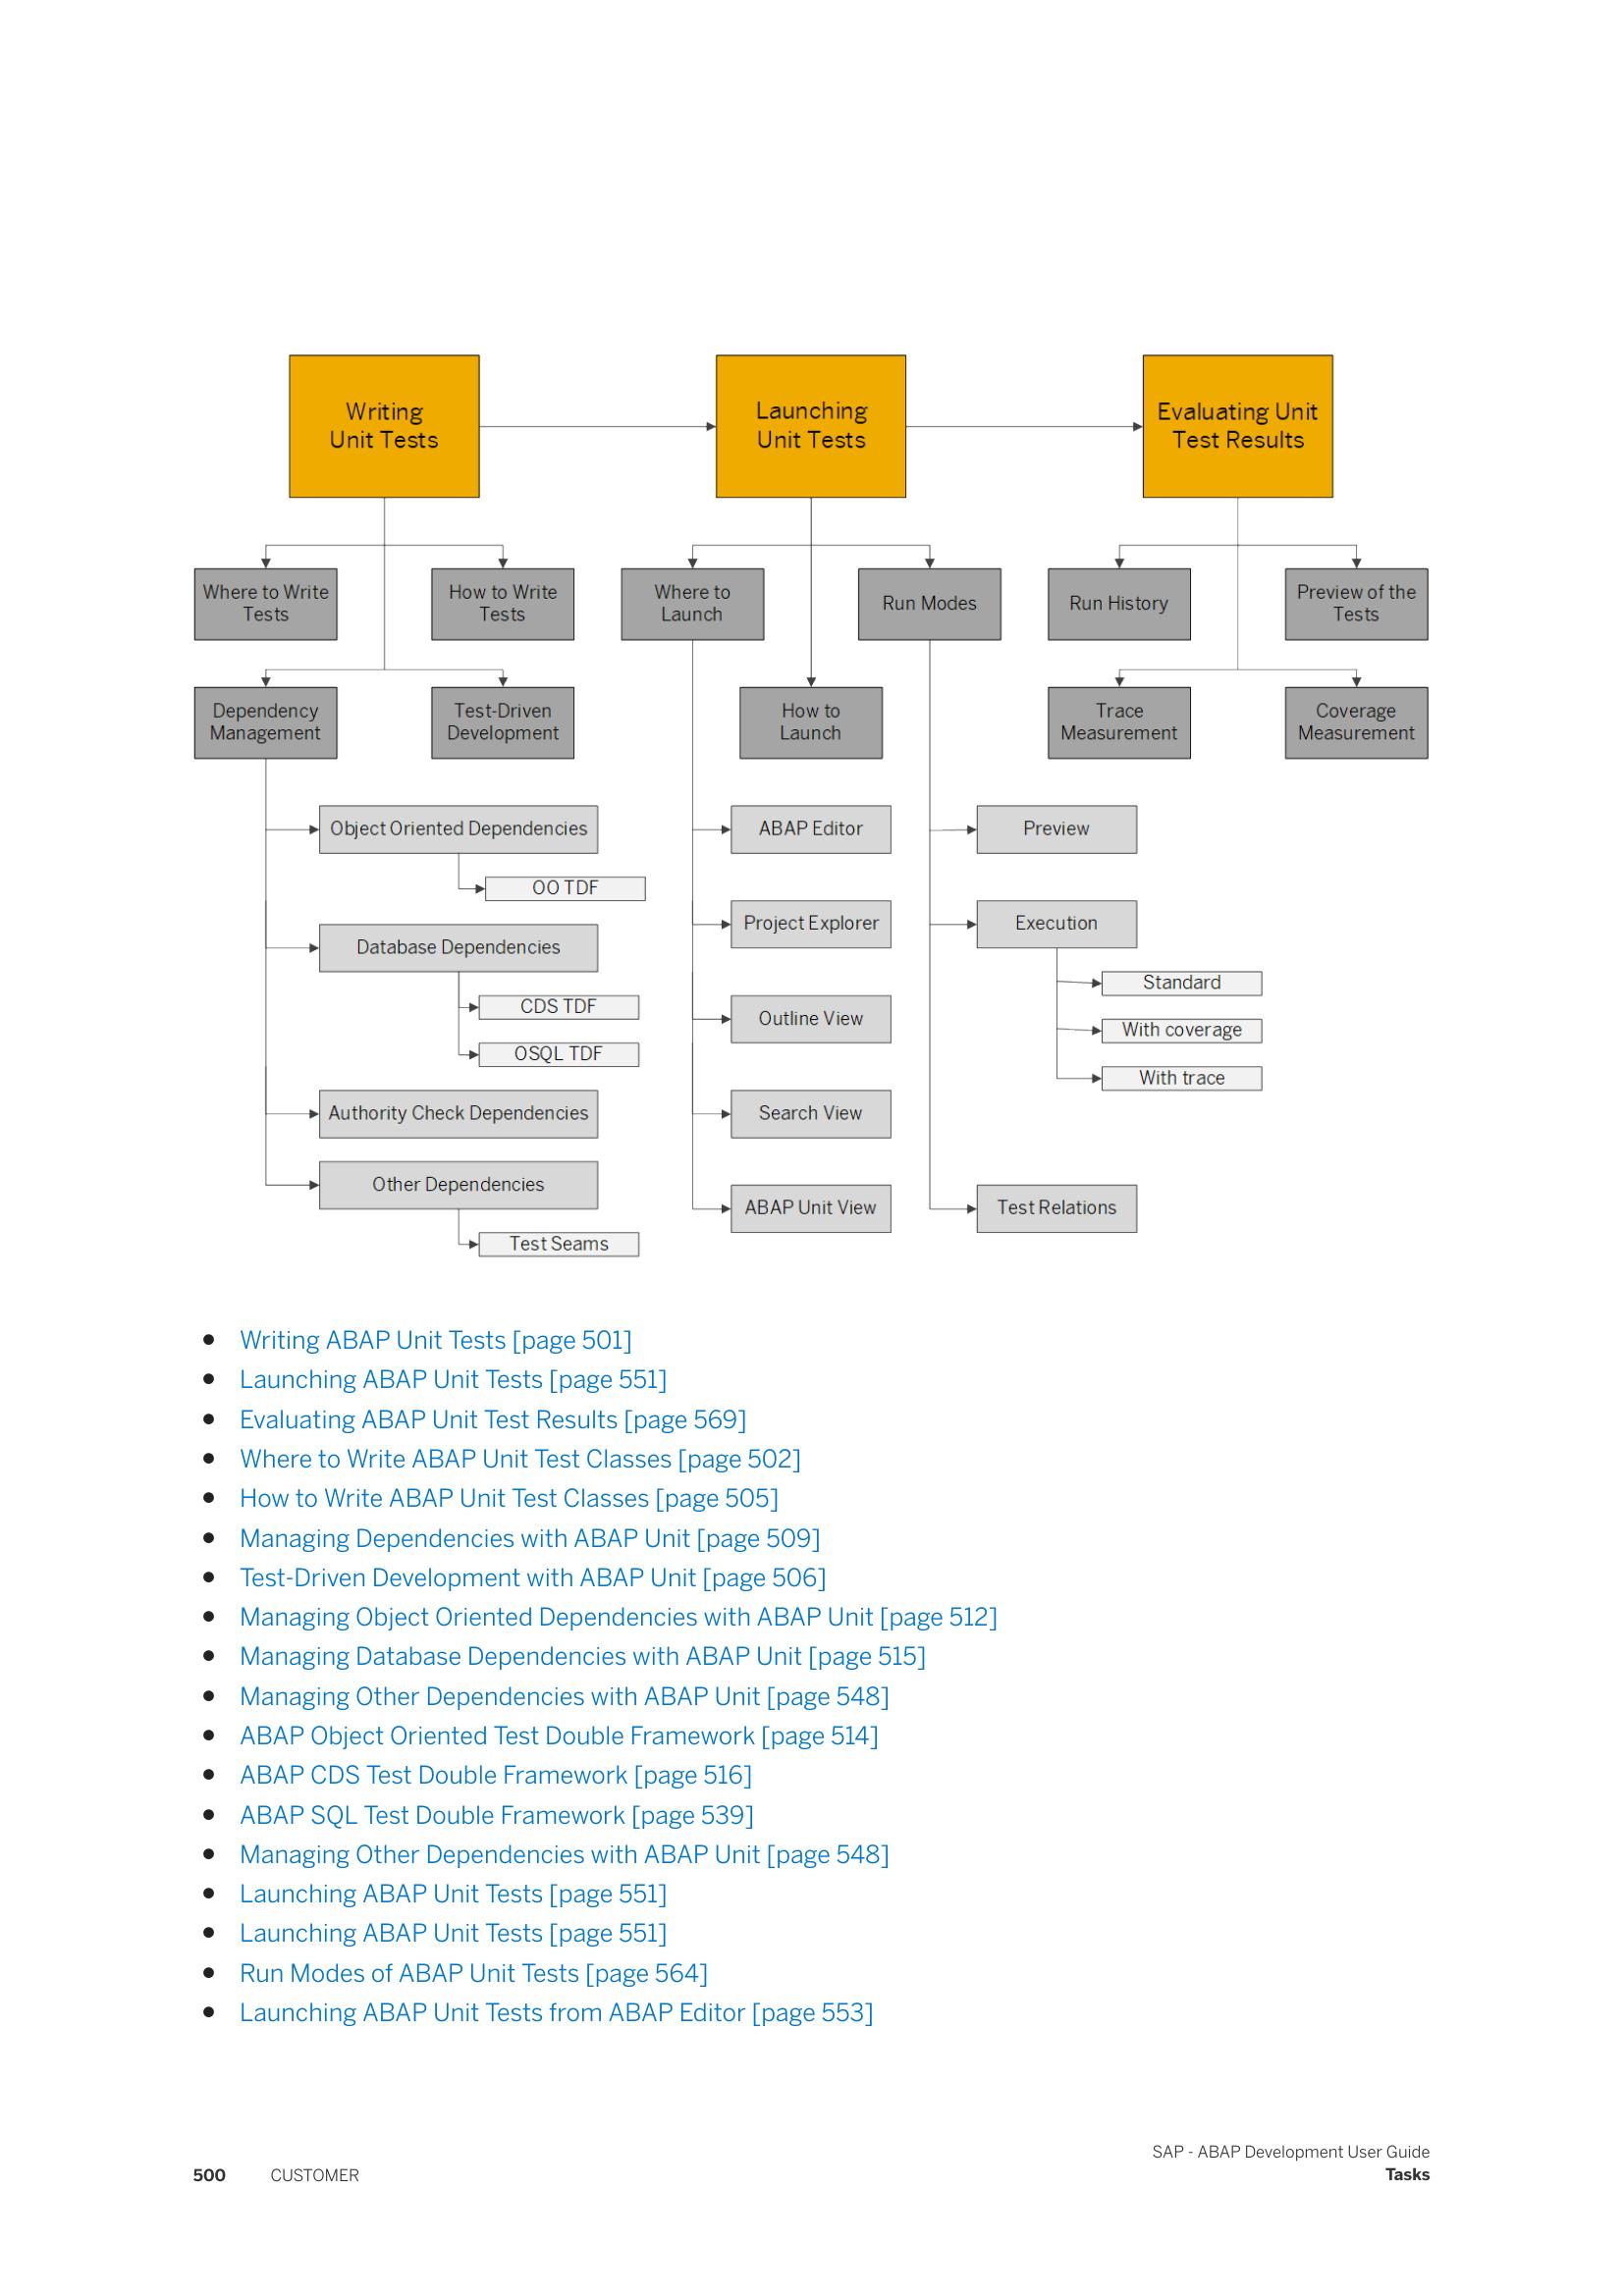 Writing
Unit Tests
Launching
Unit Tests
Evaluating Unit
Test Results
Where to Write
Tests
How to Write
Tests
Where to
Launch
Run Modes
Run History
Preview of the
Tests
Dependency
Management
Test-Driven
Development
How to
Launch
Trace
Measurement
Coverage
Measurement
Object Oriented Dependencies
OO TDF
Database Dependencies
CDS TDF
OSQL TDF
Authority Check Dependencies
Other Dependencies
Test Seams
ABAP Editor
Project Explorer
Outline View
Search View
ABAP Unit View
Preview
Execution
Standard
With coverage
With trace
Test Relations
• Writing ABAP Unit Tests [page 501]
• Launching ABAP Unit Tests [page 551]
• Evaluating ABAP Unit Test Results [page 569]
• Where to Write ABAP Unit Test Classes [page 502]
• How to Write ABAP Unit Test Classes [page 505]
• Managing Dependencies with ABAP Unit [page 509]
• Test-Driven Development with ABAP Unit [page 506]
• Managing Object Oriented Dependencies with ABAP Unit [page 512]
• Managing Database Dependencies with ABAP Unit [page 515]
• Managing Other Dependencies with ABAP Unit [page 548]
• ABAP Object Oriented Test Double Framework [page 514]
• ABAP CDS Test Double Framework [page 516]
• ABAP SQL Test Double Framework [page 539]
• Managing Other Dependencies with ABAP Unit [page 548]
• Launching ABAP Unit Tests [page 551]
• Launching ABAP Unit Tests [page 551]
• Run Modes of ABAP Unit Tests [page 564]
• Launching ABAP Unit Tests from ABAP Editor [page 553]
SAP - ABAP Development User Guide
500 CUSTOMER Tasks